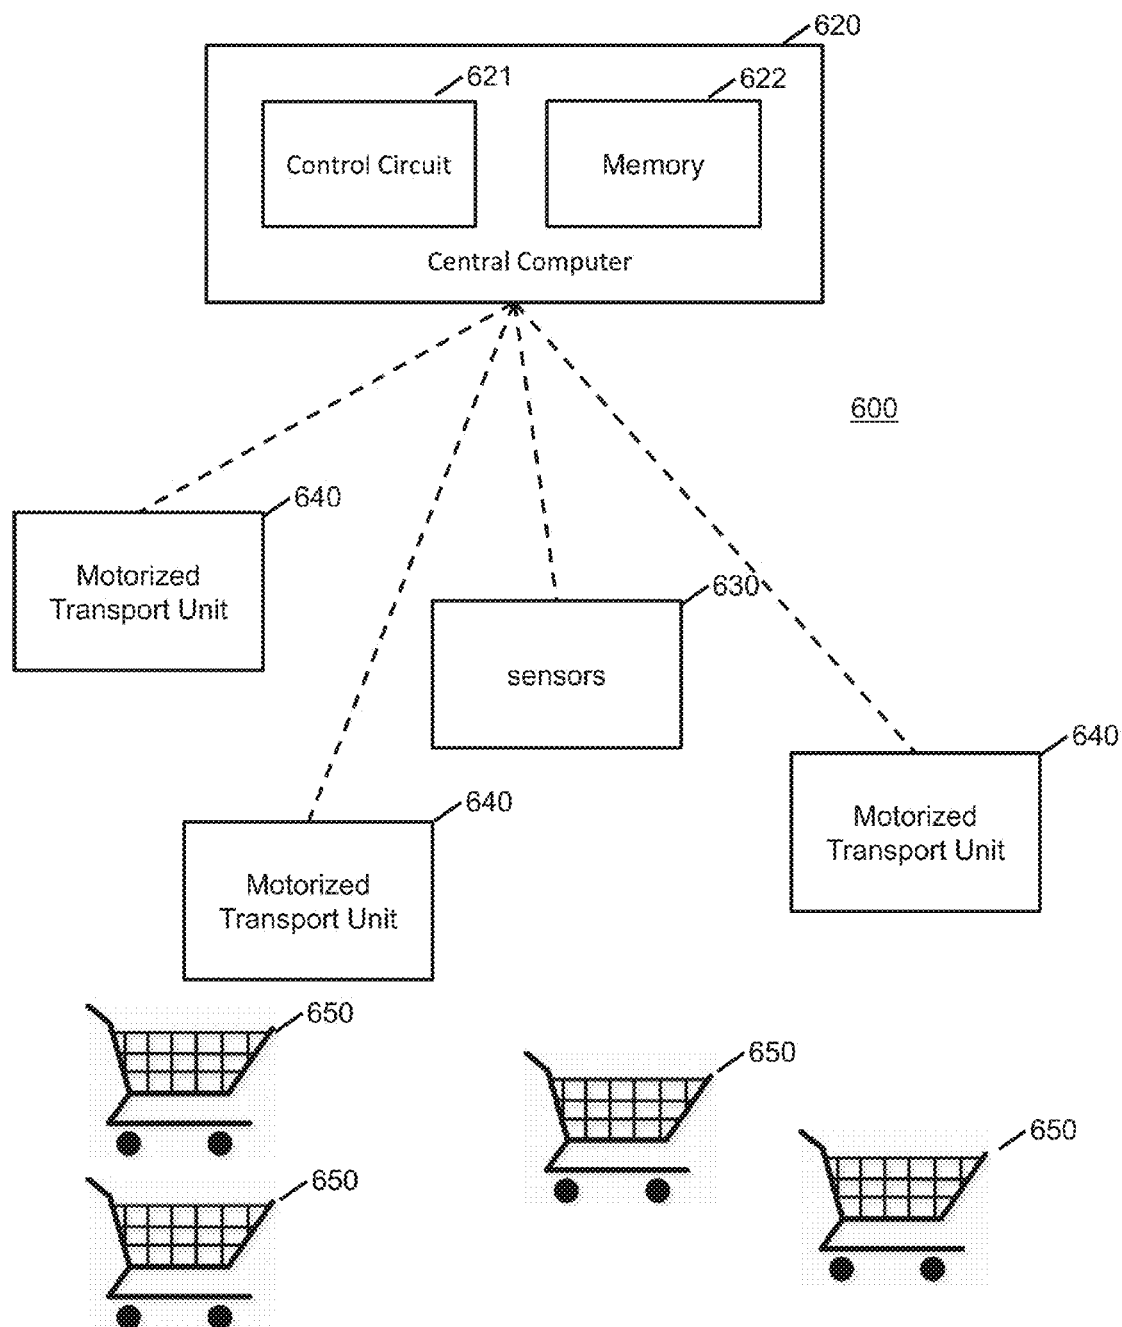 620
621
622
Control Circuit
Memory
Central Computer
600
640
Motorized
Transport Unit
630
sensors
640
Motorized
Transport Unit
640
Motorized
Transport Unit
650
650
650
650